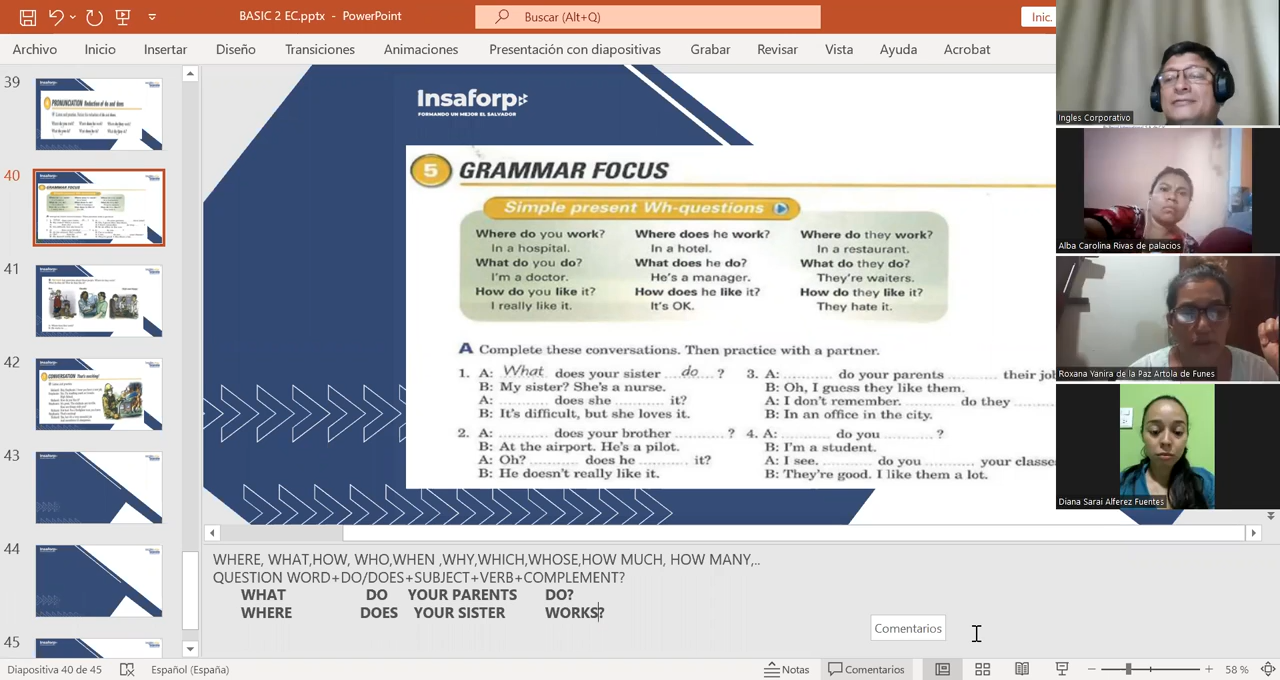 BASIC 2 EC.pptx - PowerPoint
Buscar (Alt+Q)
Inic.
Archivo Inicio Insertar Diseño Transiciones Animaciones Presentación con diapositivas Grabar Revisar Vista Ayuda Acrobat
39
40
41
42
43
44
45
Insaforp
FORMANDO UN MEJOR EL SALVADOR
5 GRAMMAR FOCUS
Simple present Wh-questions
Where do you work? Where does he work? Where do they work?
In a hospital. In a hotel. In a restaurant.
What do you do? What does he do? What do they do?
I'm a doctor. He's a manager. They're waiters.
How do you like it? How does he like it? How do they like it?
I really like it. It's OK. They hate it.
A Complete these conversations. Then practice with a partner.
1. A: What does your sister do ?
B: My sister? She's a nurse.
A: ......... does she ......... it?
B: It's difficult, but she loves it.
2. A: ......... does your brother ......... ?
B: At the airport. He's a pilot.
A: Oh? ......... does he ......... it?
B: He doesn't really like it.
3. A: ......... do your parents ......... their jo
B: Oh, I guess they like them.
A: I don't remember. ......... do they .........
B: In an office in the city.
4. A: ......... do you ......... ?
B: I'm a student.
A: I see. ......... do you ......... your classe
B: They're good. I like them a lot.
Ingles Corporativo
Alba Carolina Rivas de palacios
Roxana Yanira de la Paz Artola de Funes
Diana Sarai Alferez Fuentes
WHERE, WHAT,HOW, WHO,WHEN ,WHY,WHICH,WHOSE,HOW MUCH, HOW MANY,..
QUESTION WORD+DO/DOES+SUBJECT+VERB+COMPLEMENT?
WHAT DO YOUR PARENTS DO?
WHERE DOES YOUR SISTER WORKS?
Comentarios
Diapositiva 40 de 45 Español (España) Notas Comentarios 58 %